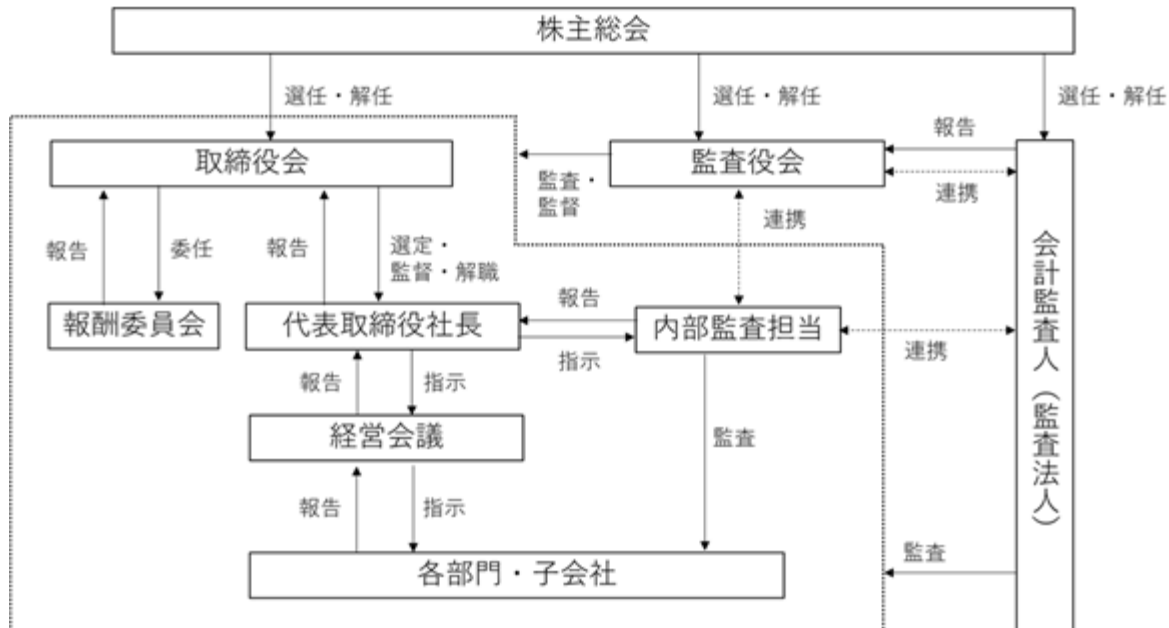 株主総会
選任・解任
選任・解任
選任・解任
取締役会
監査・
監督
監査役会
報告
連携
報告
委任
報告
選定・
監督・解職
連携
会計監査人（監査法人）
報酬委員会
代表取締役社長
報告
指示
内部監査担当
連携
報告
指示
経営会議
監査
報告
指示
各部門・子会社
監査